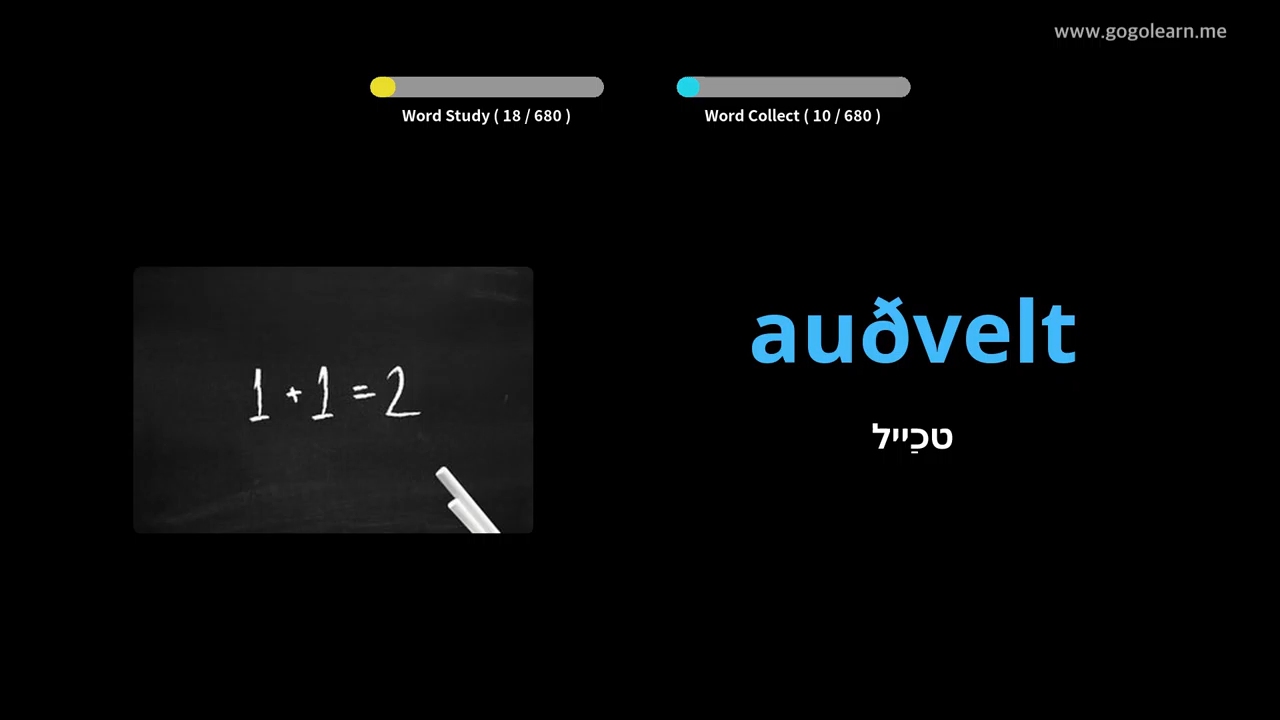 www.gogolearn.me
Word Study ( 18 / 680 )
Word Collect ( 10 / 680 )
1 + 1 = 2
auðvelt
טכַייל